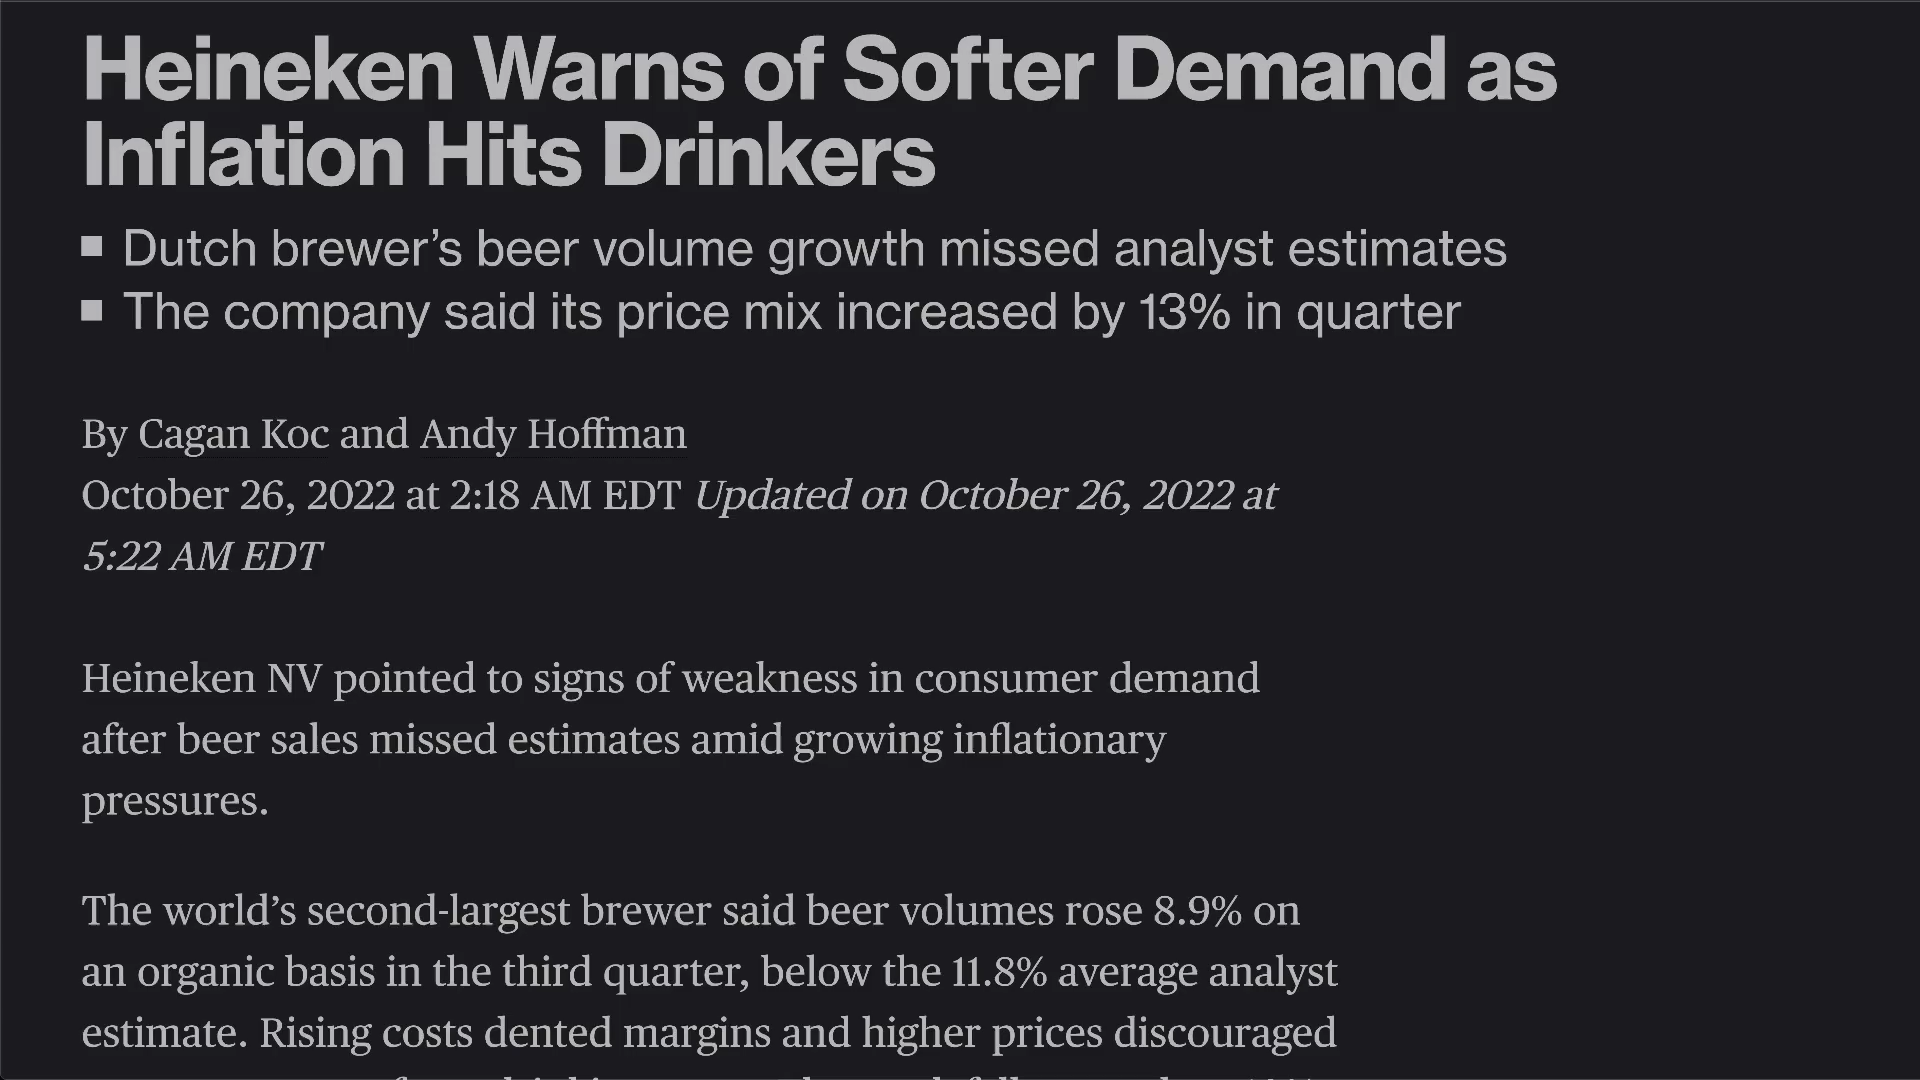 Heineken Warns of Softer Demand as
Inflation Hits Drinkers
■ Dutch brewer’s beer volume growth missed analyst estimates
■ The company said its price mix increased by 13% in quarter
By Cagan Koc and Andy Hoffman
October 26, 2022 at 2:18 AM EDT Updated on October 26, 2022 at
5:22 AM EDT
Heineken NV pointed to signs of weakness in consumer demand
after beer sales missed estimates amid growing inflationary
pressures.
The world’s second-largest brewer said beer volumes rose 8.9% on
an organic basis in the third quarter, below the 11.8% average analyst
estimate. Rising costs dented margins and higher prices discouraged